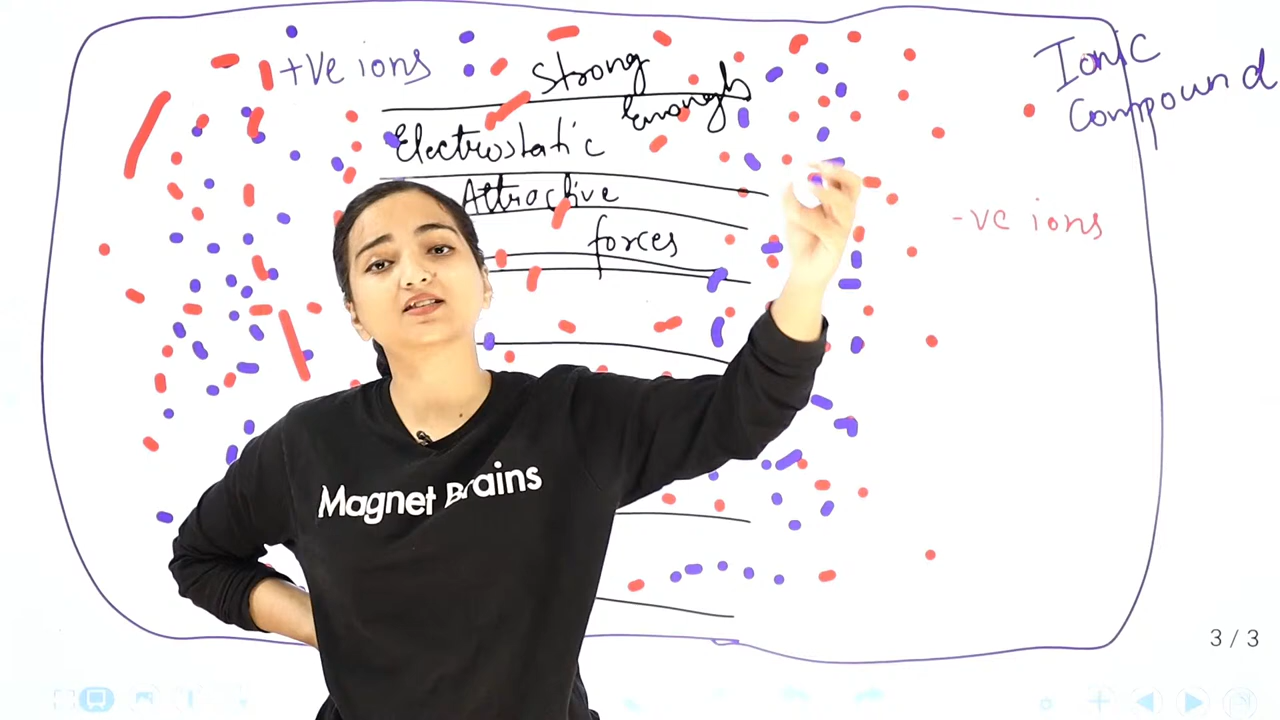 +ve ions
Strong
Enough
Electrostatic
Attractive
forces
Ionic
Compound
-ve ions
Magnet Brains
3 / 3